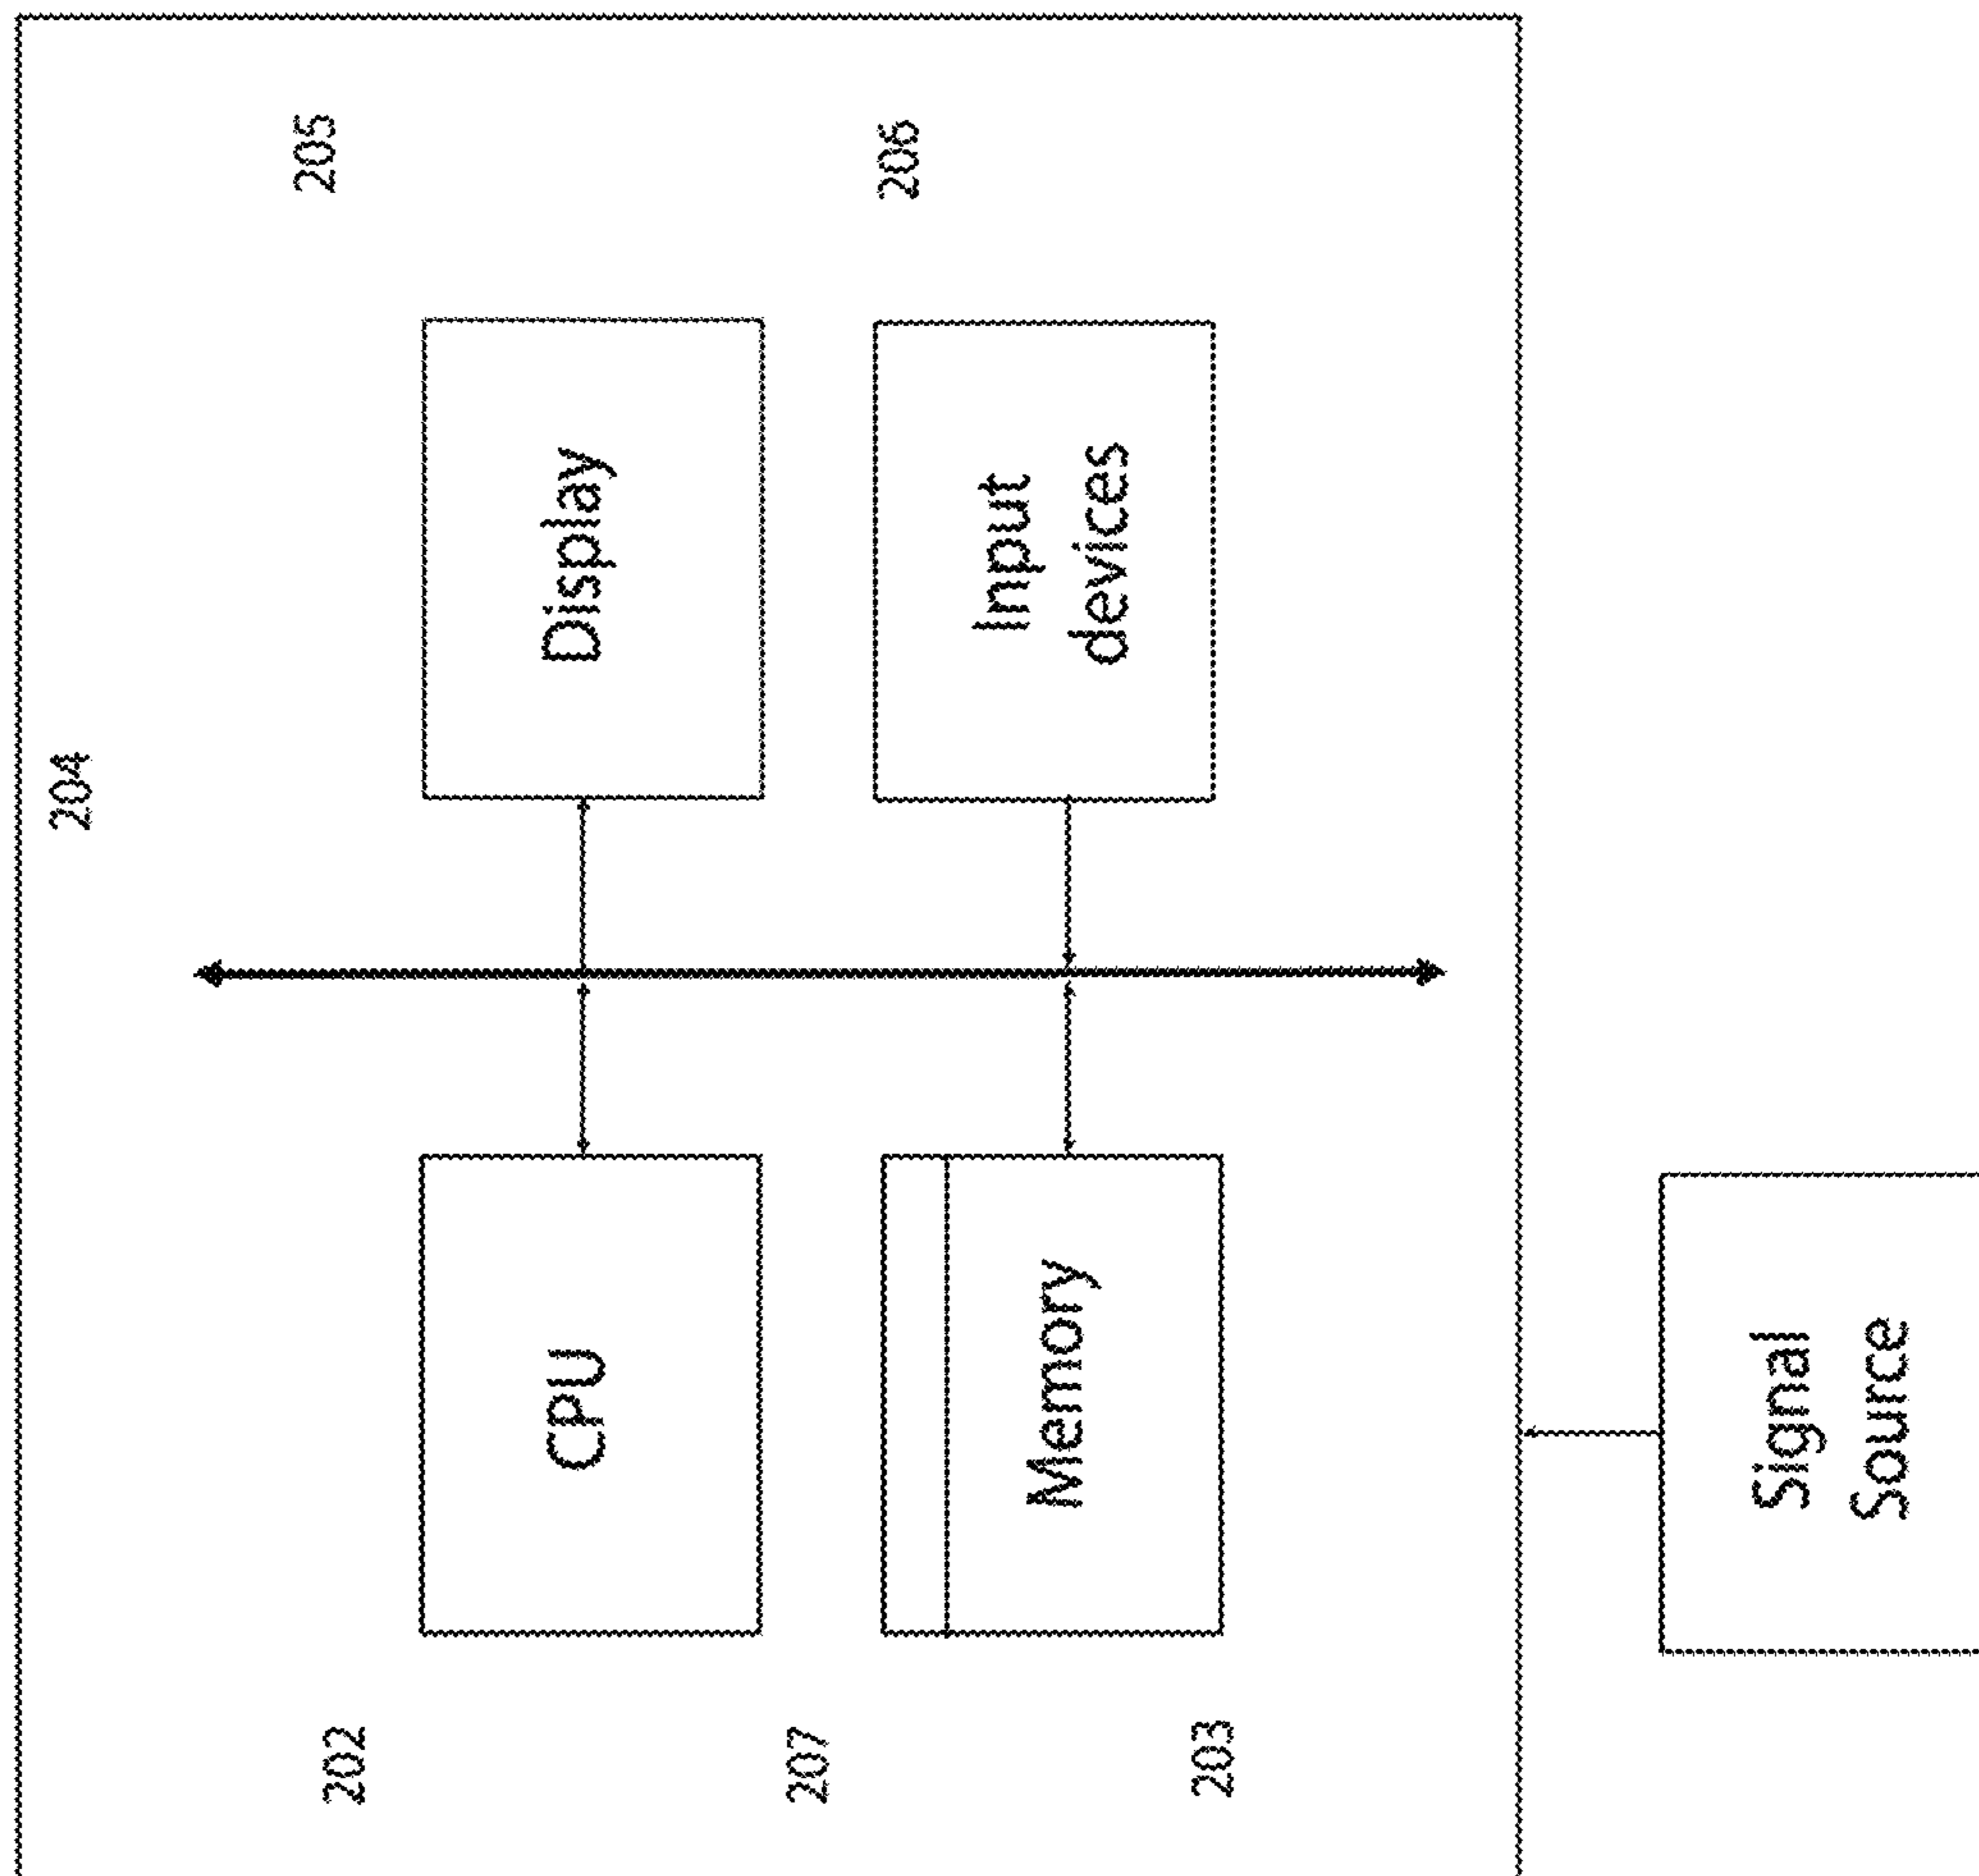 204
202
CPU
Display
205
207
203
Memory
Input
devices
206
Signal
Source